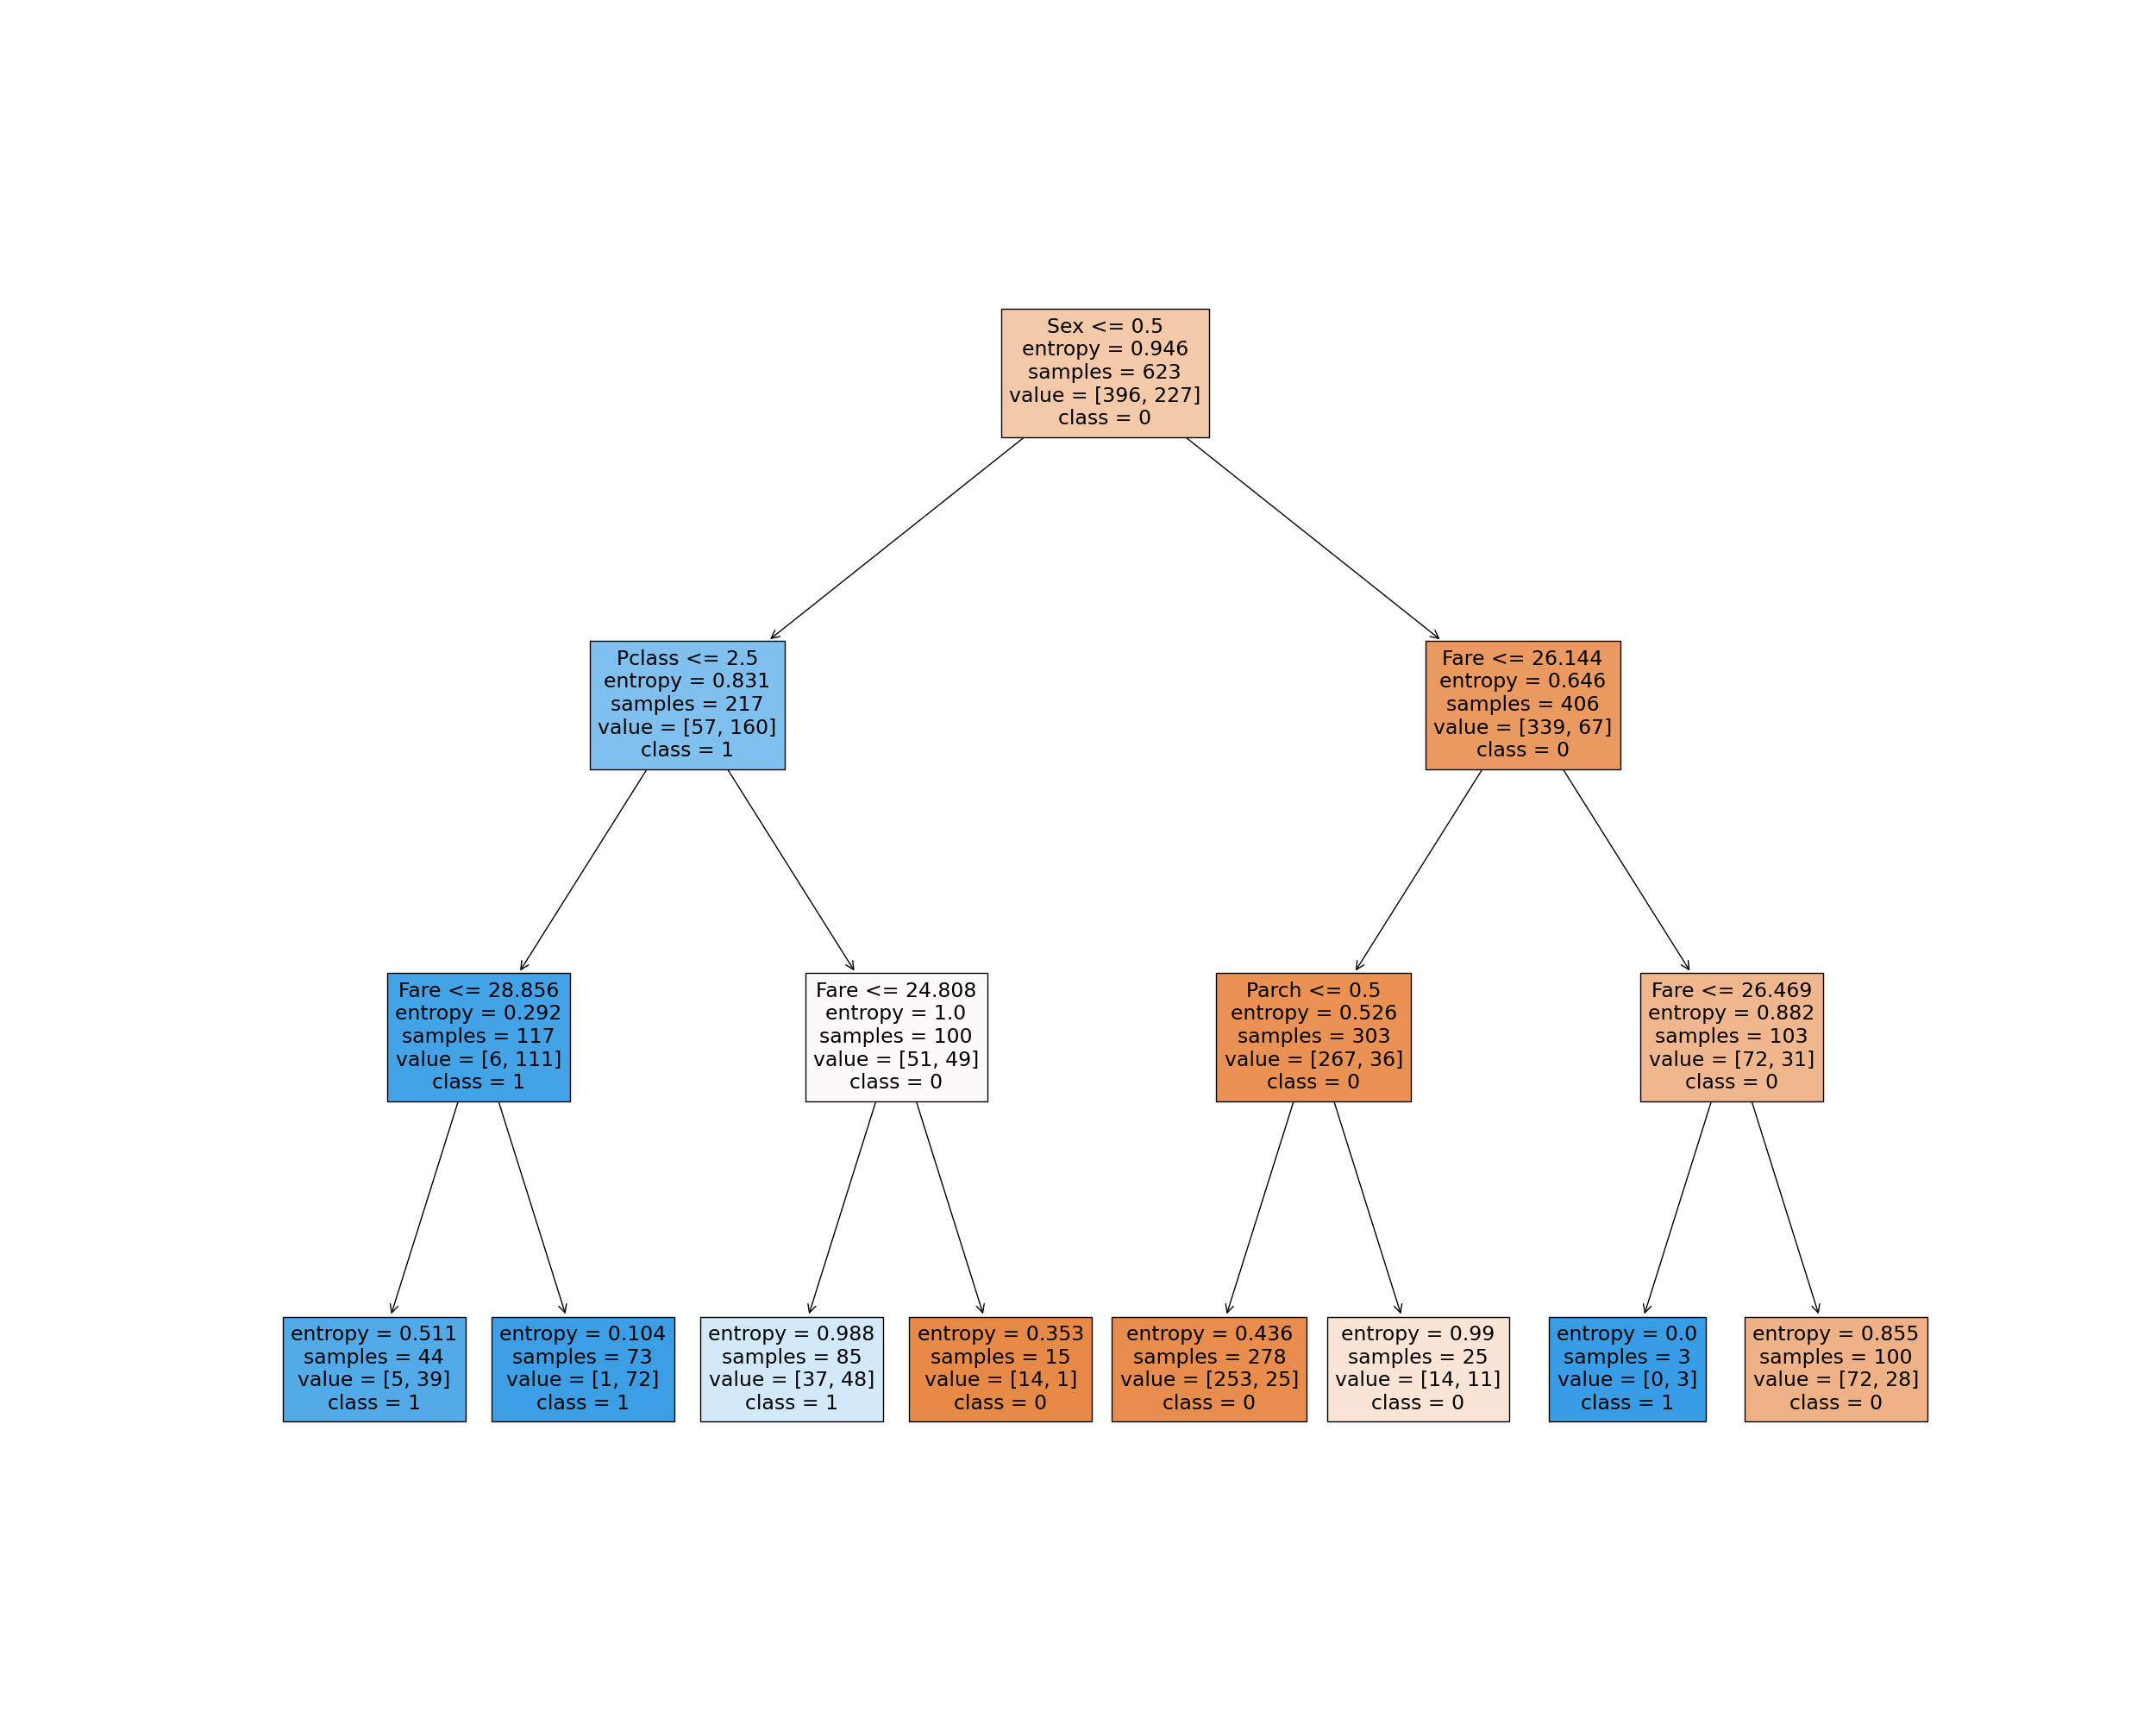 Sex <= 0.5
entropy = 0.946
samples = 623
value = [396, 227]
class = 0
Pclass <= 2.5
entropy = 0.831
samples = 217
value = [57, 160]
class = 1
Fare <= 26.144
entropy = 0.646
samples = 406
value = [339, 67]
class = 0
Fare <= 28.856
entropy = 0.292
samples = 117
value = [6, 111]
class = 1
Fare <= 24.808
entropy = 1.0
samples = 100
value = [51, 49]
class = 0
Parch <= 0.5
entropy = 0.526
samples = 303
value = [267, 36]
class = 0
Fare <= 26.469
entropy = 0.882
samples = 103
value = [72, 31]
class = 0
entropy = 0.511
samples = 44
value = [5, 39]
class = 1
entropy = 0.104
samples = 73
value = [1, 72]
class = 1
entropy = 0.988
samples = 85
value = [37, 48]
class = 1
entropy = 0.353
samples = 15
value = [14, 1]
class = 0
entropy = 0.436
samples = 278
value = [253, 25]
class = 0
entropy = 0.99
samples = 25
value = [14, 11]
class = 0
entropy = 0.0
samples = 3
value = [0, 3]
class = 1
entropy = 0.855
samples = 100
value = [72, 28]
class = 0